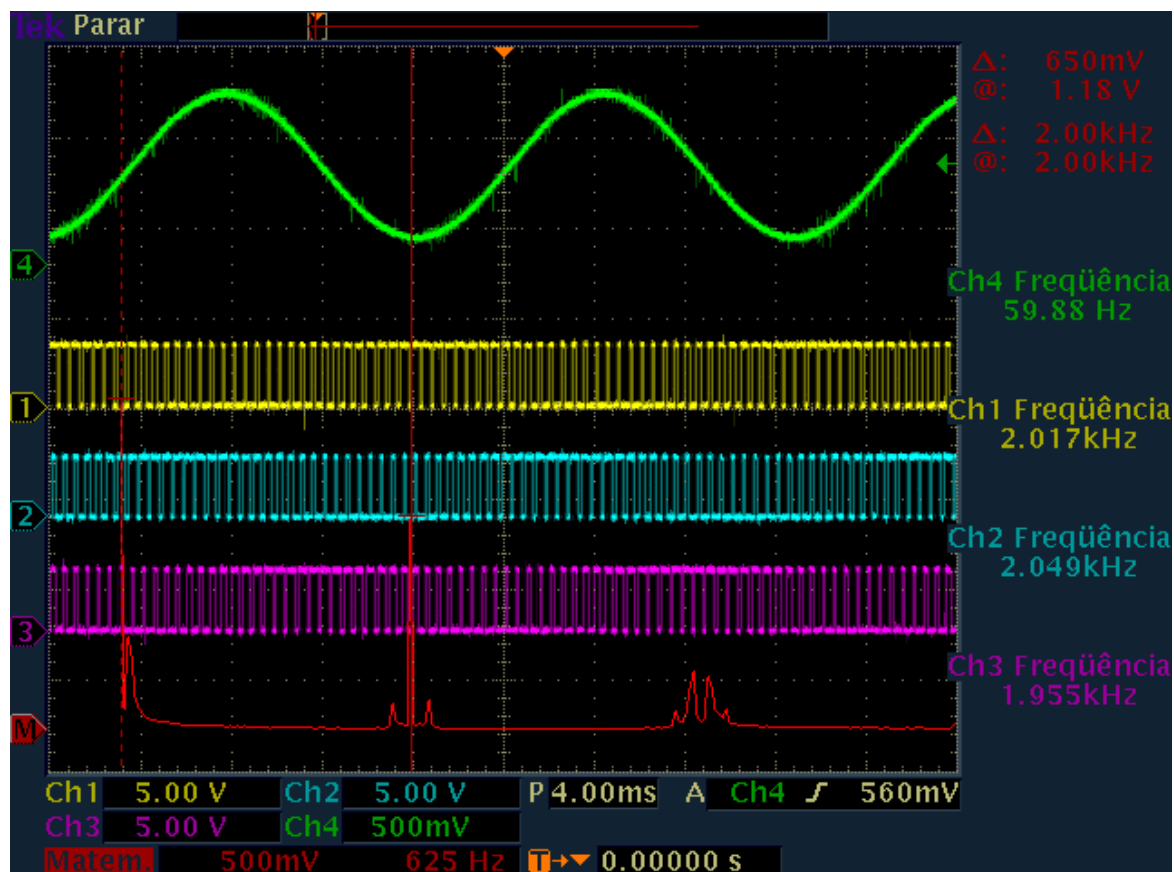 Tek Parar
Δ: 650mV
@: 1.18 V
Δ: 2.00kHz
@: 2.00kHz
4
Ch4 Freqüência
59.88 Hz
1
Ch1 Freqüência
2.017kHz
2
Ch2 Freqüência
2.049kHz
3
Ch3 Freqüência
1.955kHz
M
Ch1 5.00 V Ch2 5.00 V P 4.00ms A Ch4 560mV
Ch3 5.00 V Ch4 500mV
Matem. 500mV 625 Hz T 0.00000 s